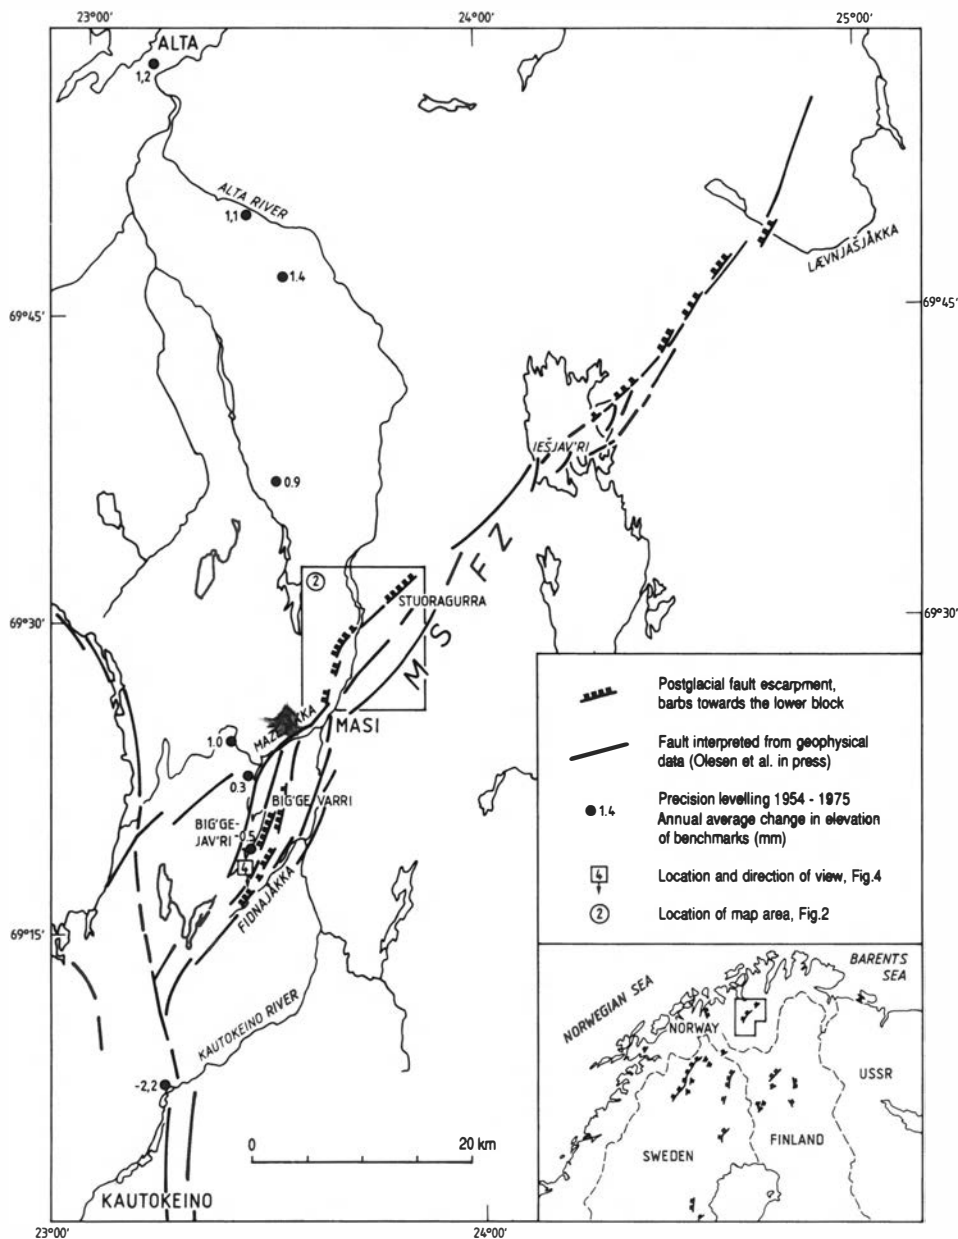 23°00'
24°00'
25°00'
ALTA
1,2
ALTA RIVER
1,1
1.4
LÆVNJAŠJÅKKA
69°45'
69°45'
IEŠJAV'RI
0.9
M S F Z
2
STUORAGURRA
69°30'
69°30'
MASI
1.0
0.3
BIG'GE VARRI
BIG'GE-
JAV'RI
-0.5
4
FIDNAJÅKKA
69°15'
KAUTOKEINO RIVER
-2,2
0
20 km
KAUTOKEINO
23°00'
24°00'
Postglacial fault escarpment,
barbs towards the lower block
Fault interpreted from geophysical
data (Olesen et al. in press)
1.4
Precision levelling 1954 - 1975
Annual average change in elevation
of benchmarks (mm)
4
Location and direction of view, Fig.4
2
Location of map area, Fig.2
BARENTS
SEA
NORWEGIAN SEA
NORWAY
USSR
SWEDEN
FINLAND